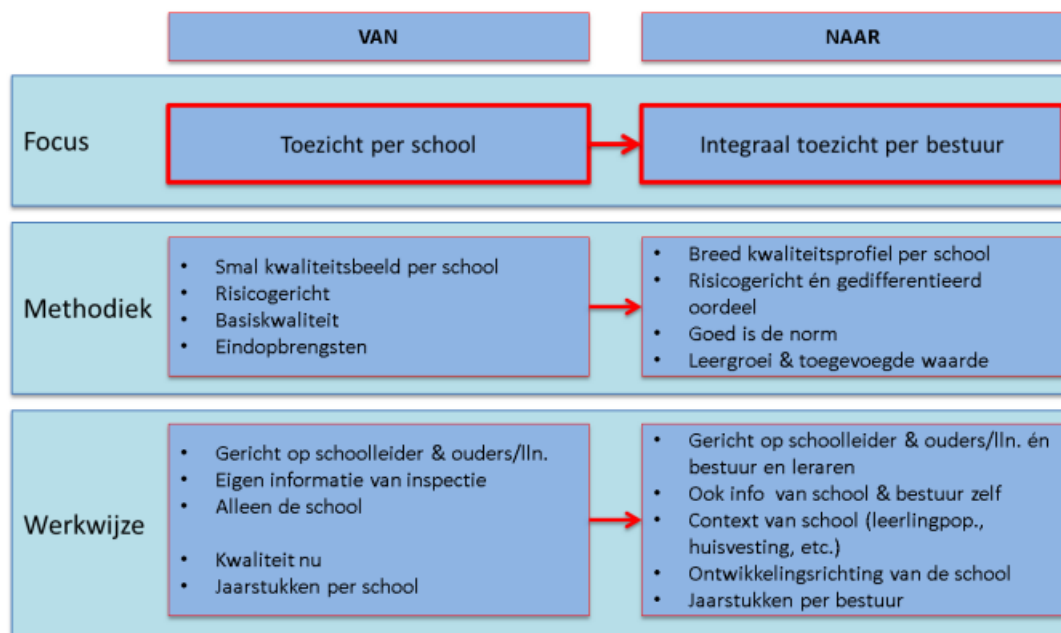 VAN
NAAR
Focus
Toezicht per school
Integraal toezicht per bestuur
Methodiek
• Smal kwaliteitsbeeld per school
• Risicogericht
• Basiskwaliteit
• Eindopbrengsten
• Breed kwaliteitsprofiel per school
• Risicogericht én gedifferentieerd
oordeel
• Goed is de norm
• Leergroei & toegevoegde waarde
Werkwijze
• Gericht op schoolleider & ouders/lln.
• Eigen informatie van inspectie
• Alleen de school
• Kwaliteit nu
• Jaarstukken per school
• Gericht op schoolleider & ouders/lln. én
bestuur en leraren
• Ook info van school & bestuur zelf
• Context van school (leerlingpop.,
huisvesting, etc.)
• Ontwikkelingsrichting van de school
• Jaarstukken per bestuur